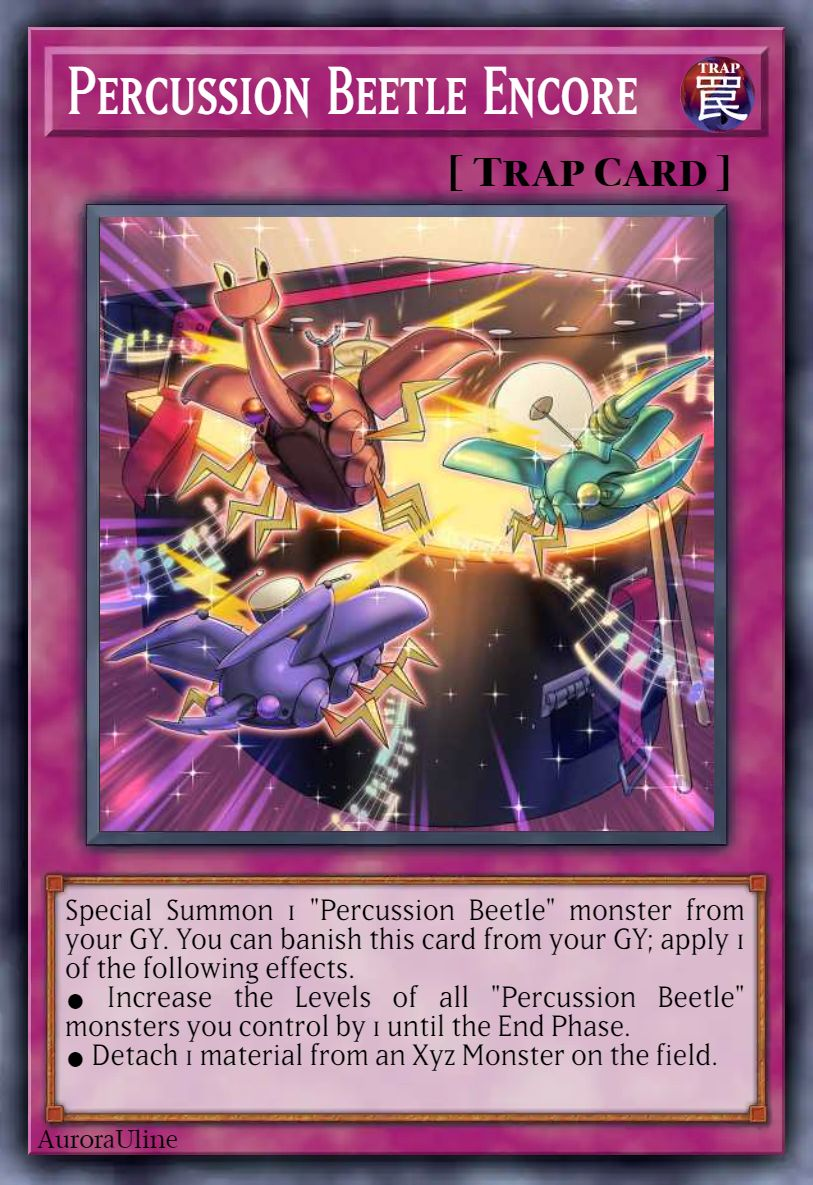 Percussion Beetle Encore
TRAP
罠
[ Trap Card ]
Special Summon 1 "Percussion Beetle" monster from
your GY. You can banish this card from your GY; apply 1
of the following effects.
● Increase the Levels of all "Percussion Beetle"
monsters you control by 1 until the End Phase.
● Detach 1 material from an Xyz Monster on the field.
AuroraUline